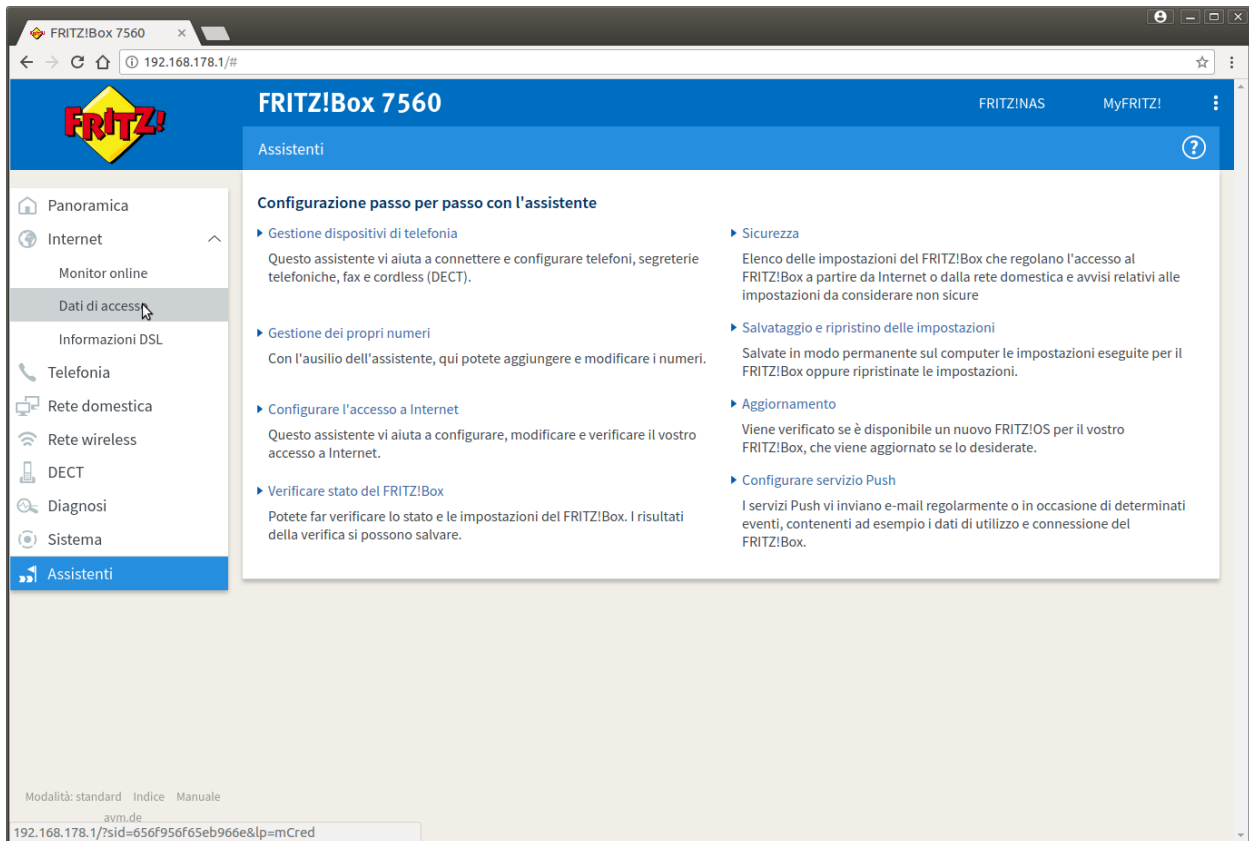 FRITZ!Box 7560
192.168.178.1/#
FRITZ!
FRITZ!Box 7560
FRITZ!NAS
MyFRITZ!
Assistenti
Panoramica
Internet
Monitor online
Dati di accesso
Informazioni DSL
Telefonia
Rete domestica
Rete wireless
DECT
Diagnosi
Sistema
Assistenti
Configurazione passo per passo con l'assistente
Gestione dispositivi di telefonia
Questo assistente vi aiuta a connettere e configurare telefoni, segreterie
telefoniche, fax e cordless (DECT).
Gestione dei propri numeri
Con l'ausilio dell'assistente, qui potete aggiungere e modificare i numeri.
Configurare l'accesso a Internet
Questo assistente vi aiuta a configurare, modificare e verificare il vostro
accesso a Internet.
Verificare stato del FRITZ!Box
Potete far verificare lo stato e le impostazioni del FRITZ!Box. I risultati
della verifica si possono salvare.
Sicurezza
Elenco delle impostazioni del FRITZ!Box che regolano l'accesso al
FRITZ!Box a partire da Internet o dalla rete domestica e avvisi relativi alle
impostazioni da considerare non sicure
Salvataggio e ripristino delle impostazioni
Salvate in modo permanente sul computer le impostazioni eseguite per il
FRITZ!Box oppure ripristinate le impostazioni.
Aggiornamento
Viene verificato se è disponibile un nuovo FRITZ!OS per il vostro
FRITZ!Box, che viene aggiornato se lo desiderate.
Configurare servizio Push
I servizi Push vi inviano e-mail regolarmente o in occasione di determinati
eventi, contenenti ad esempio i dati di utilizzo e connessione del
FRITZ!Box.
Modalità: standard Indice Manuale
avm.de
192.168.178.1/?sid=656f956f65eb966e&lp=mCred